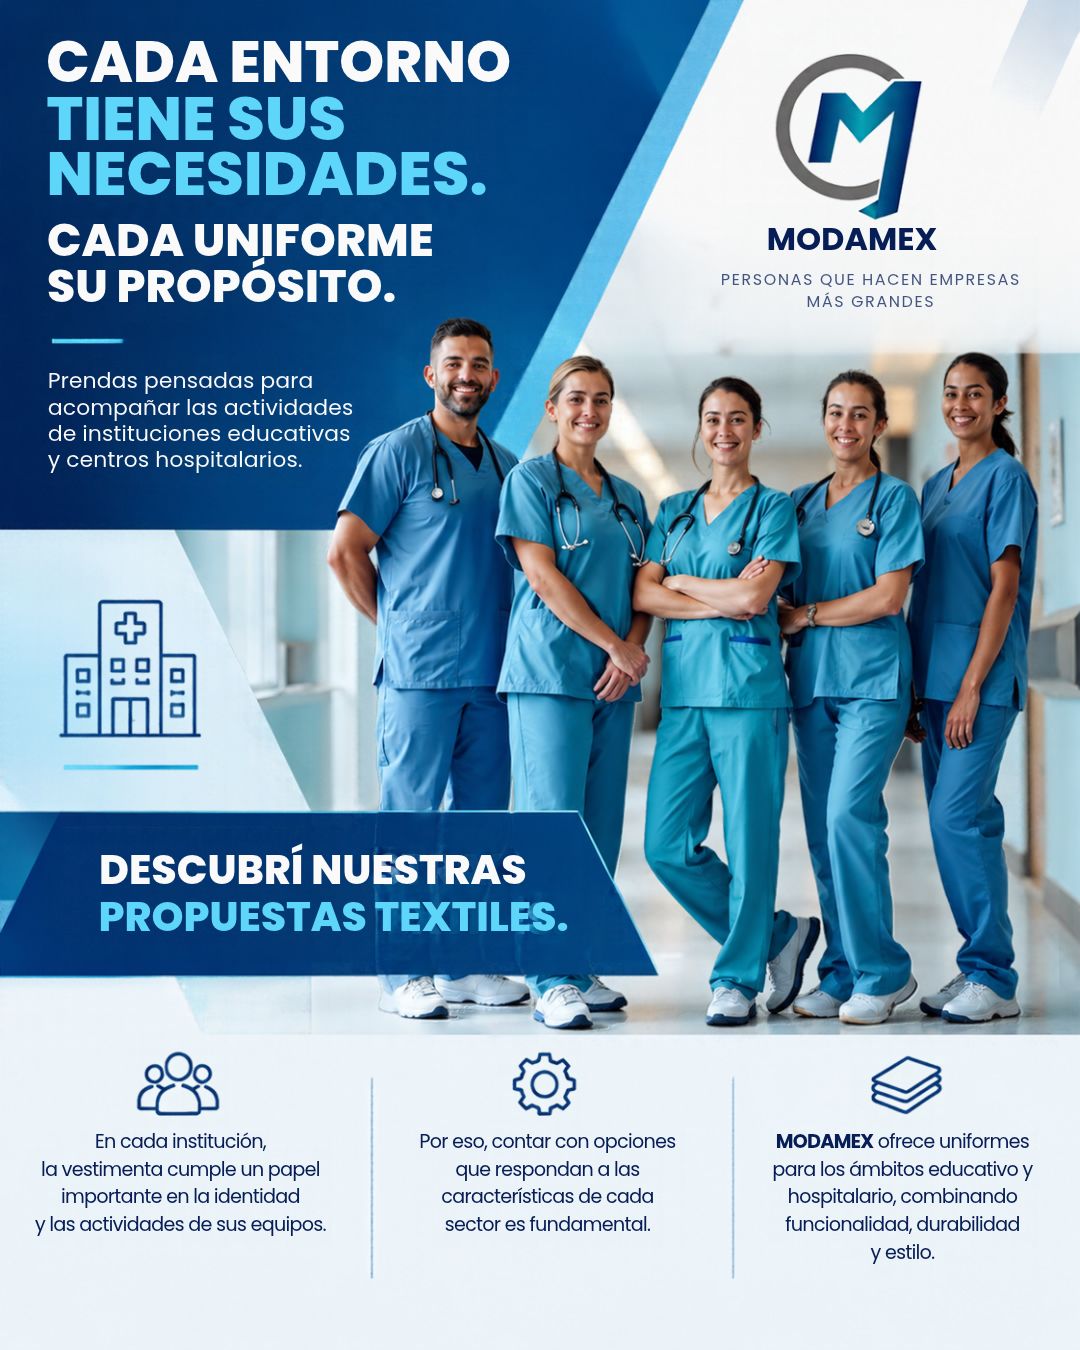 CADA ENTORNO
TIENE SUS
NECESIDADES.
CADA UNIFORME
SU PROPÓSITO.
Prendas pensadas para
acompañar las actividades
de instituciones educativas
y centros hospitalarios.
MODAMEX
PERSONAS QUE HACEN EMPRESAS
MÁS GRANDES
DESCUBRÍ NUESTRAS
PROPUESTAS TEXTILES.
En cada institución,
la vestimenta cumple un papel
importante en la identidad
y las actividades de sus equipos.
Por eso, contar con opciones
que respondan a las
características de cada
sector es fundamental.
MODAMEX ofrece uniformes
para los ámbitos educativo y
hospitalario, combinando
funcionalidad, durabilidad
y estilo.